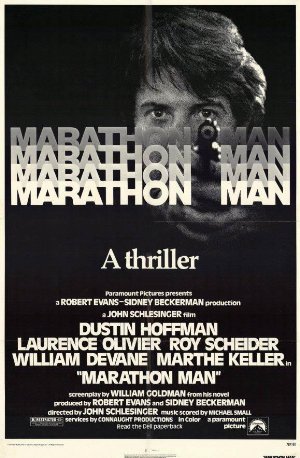 MARATHON MAN
MARATHON MAN
MARATHON MAN
MARATHON MAN
A thriller
Paramount Pictures presents
a ROBERT EVANS–SIDNEY BECKERMAN production
a JOHN SCHLESINGER film
DUSTIN HOFFMAN
LAURENCE OLIVIER ROY SCHEIDER
WILLIAM DEVANE MARTHE KELLER in
"MARATHON MAN"
screenplay by WILLIAM GOLDMAN from his novel
produced by ROBERT EVANS and SIDNEY BECKERMAN
directed by JOHN SCHLESINGER music scored by MICHAEL SMALL
R RESTRICTED services by CONNAUGHT PRODUCTIONS in Color a paramount picture
Read the Dell paperback